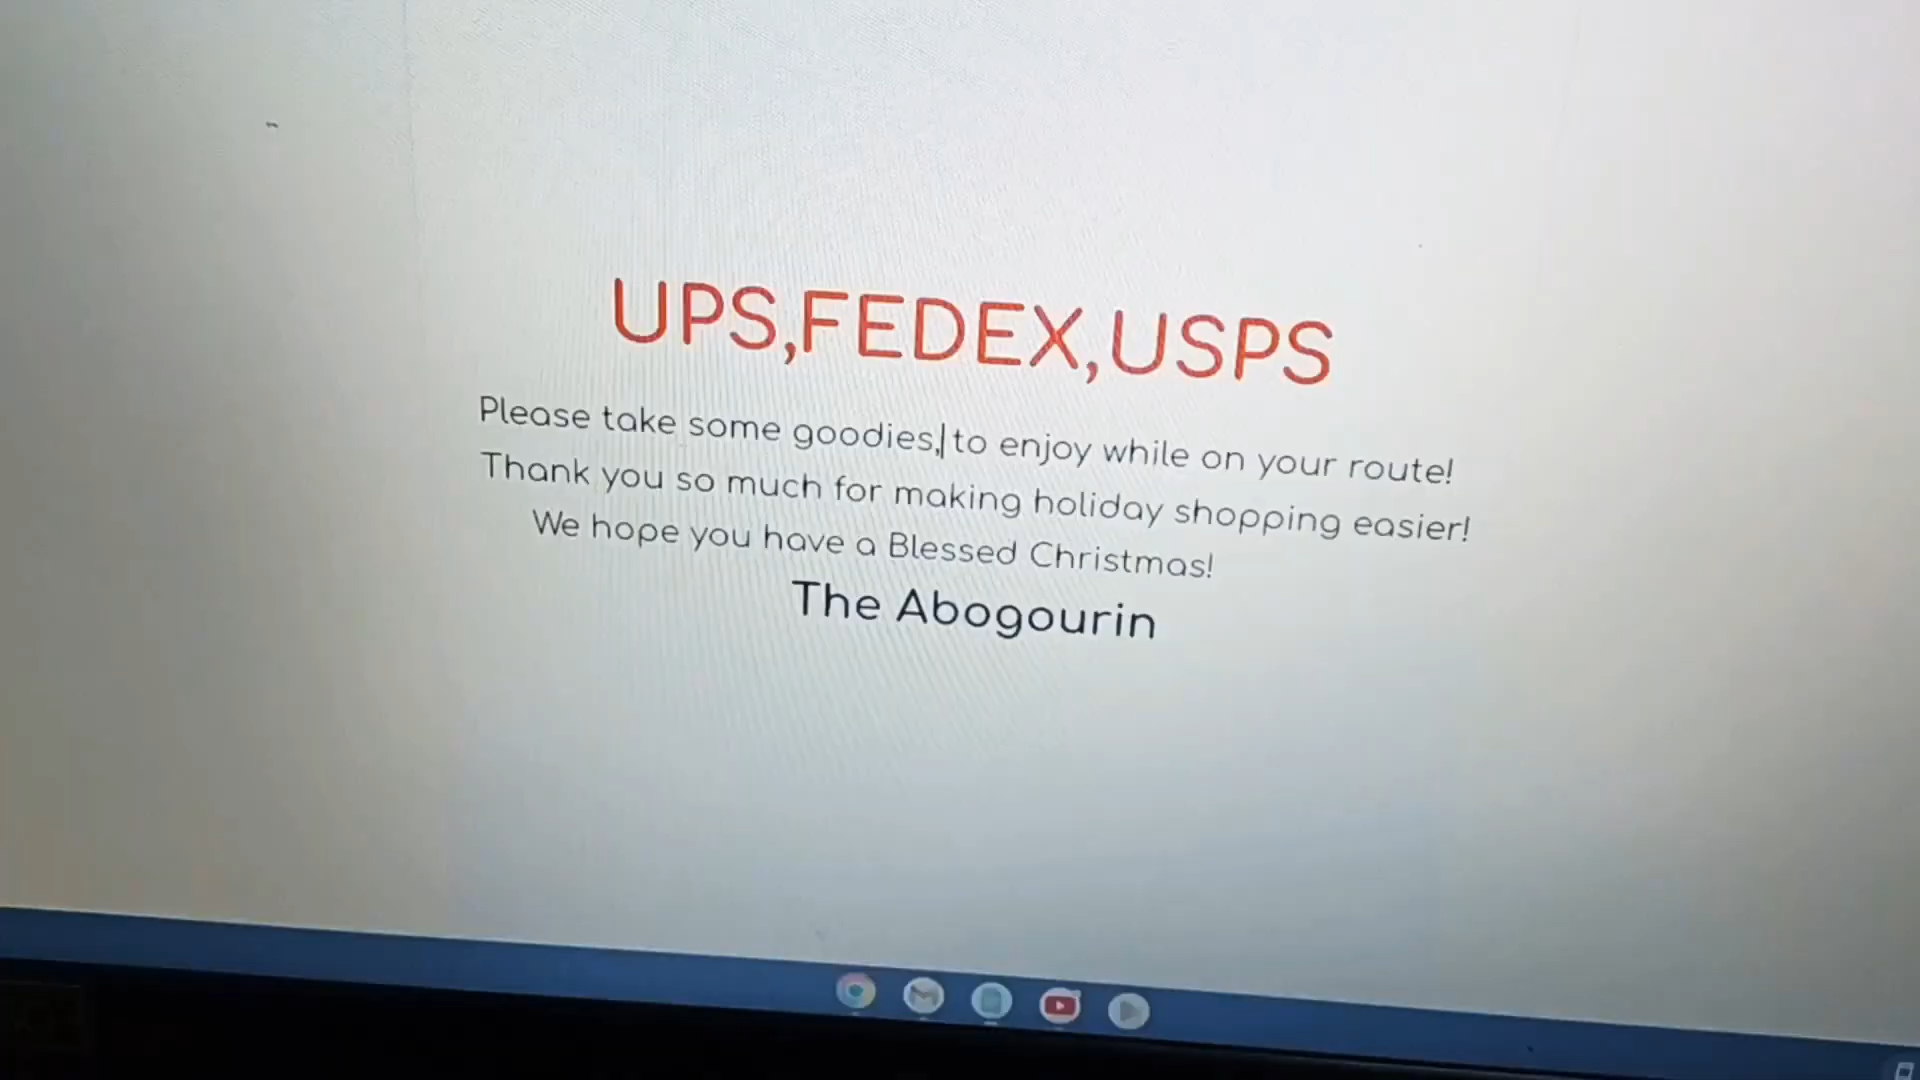 UPS,FEDEX,USPS
Please take some goodies, to enjoy while on your route!
Thank you so much for making holiday shopping easier!
We hope you have a Blessed Christmas!
The Abogourin